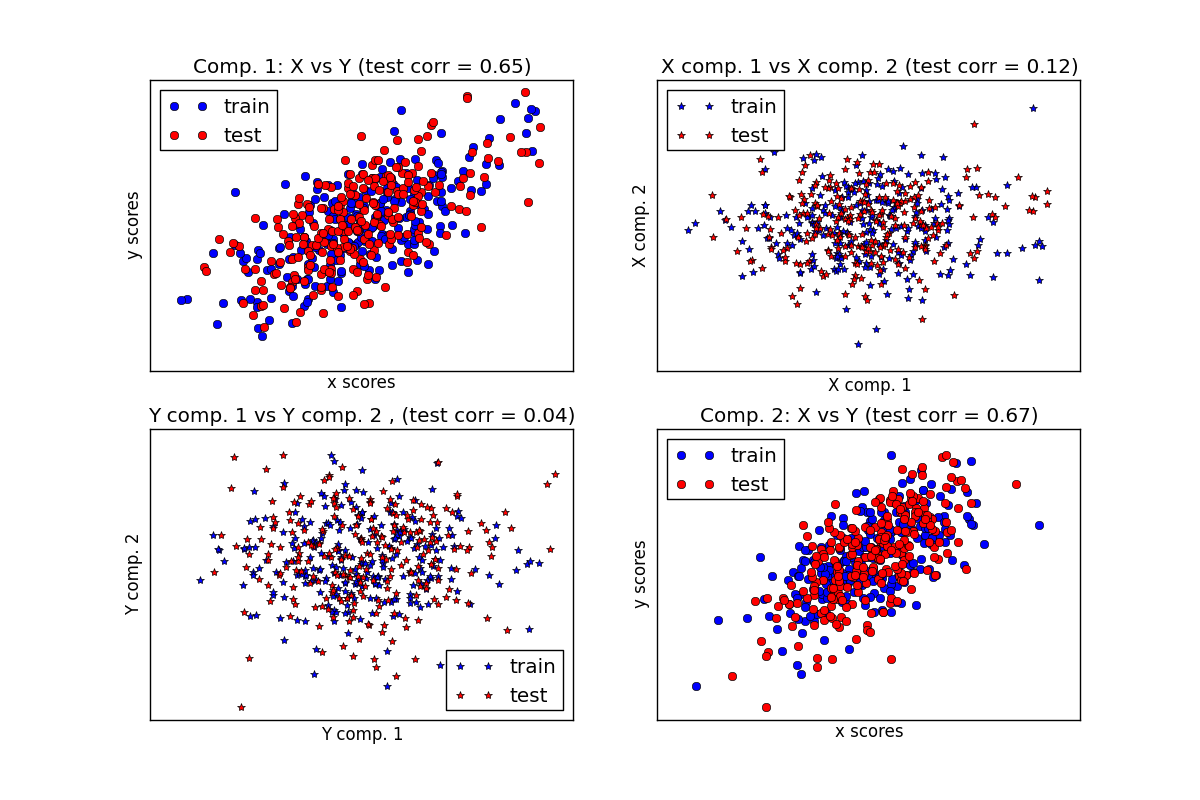 Comp. 1: X vs Y (test corr = 0.65)
train
test
y scores
x scores
X comp. 1 vs X comp. 2 (test corr = 0.12)
train
test
X comp. 2
X comp. 1
Y comp. 1 vs Y comp. 2 , (test corr = 0.04)
Y comp. 2
train
test
Y comp. 1
Comp. 2: X vs Y (test corr = 0.67)
train
test
y scores
x scores